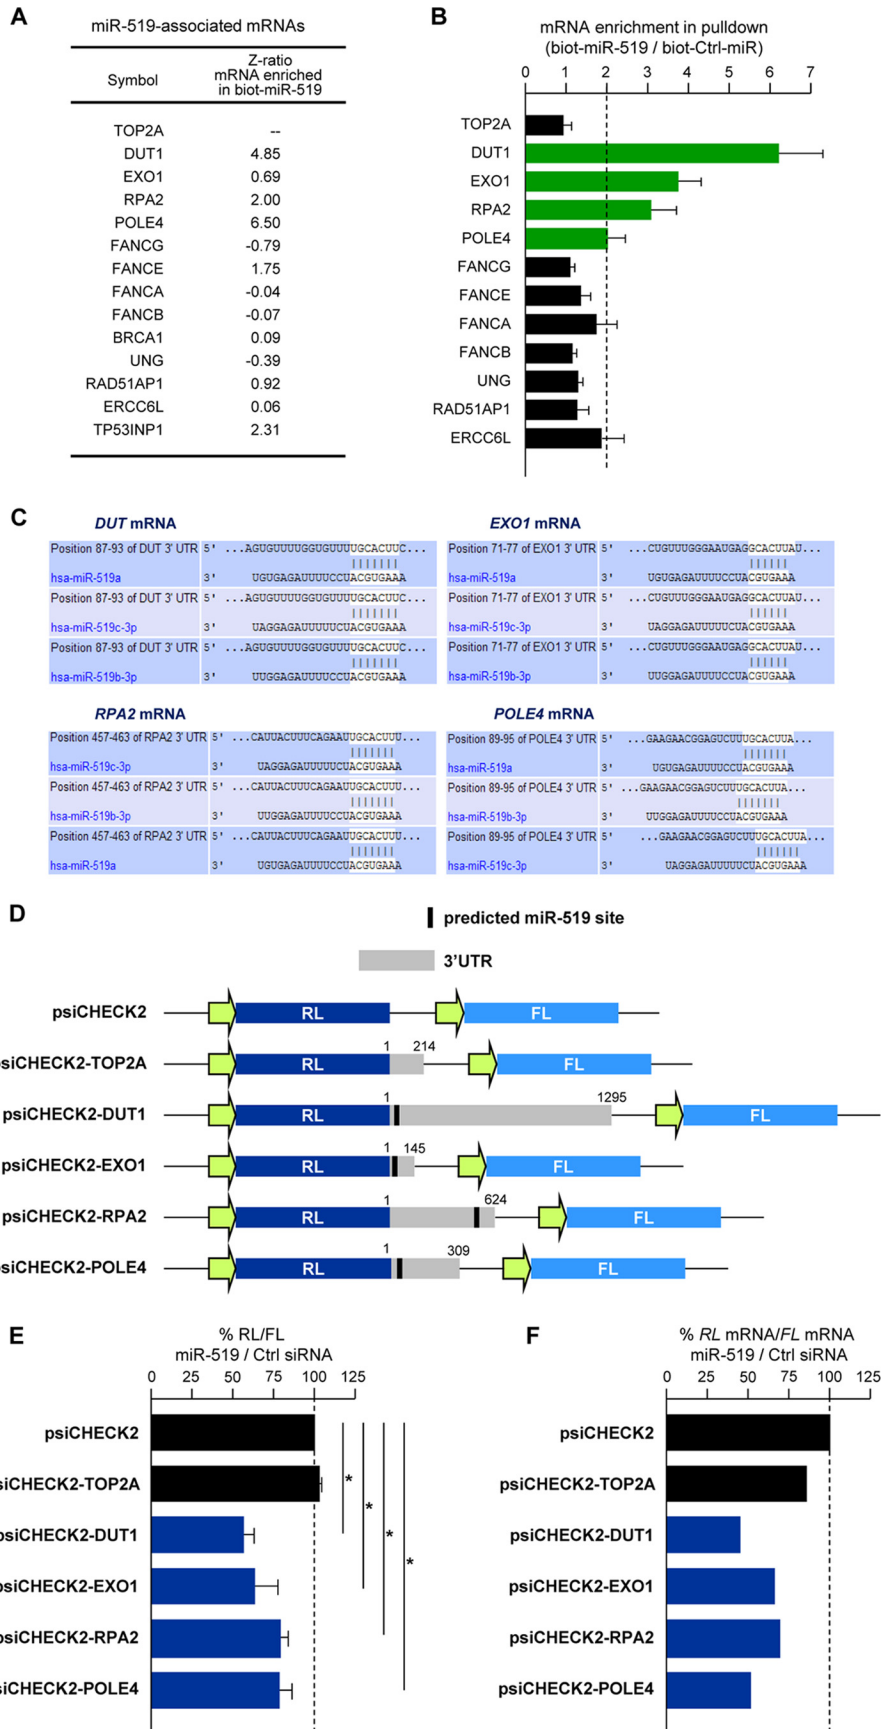 A
miR-519-associated mRNAs
Symbol
Z-ratio
mRNA enriched
in biot-miR-519
TOP2A --
DUT1 4.85
EXO1 0.69
RPA2 2.00
POLE4 6.50
FANCG -0.79
FANCE 1.75
FANCA -0.04
FANCB -0.07
BRCA1 0.09
UNG -0.39
RAD51AP1 0.92
ERCC6L 0.06
TP53INP1 2.31
B
mRNA enrichment in pulldown
(biot-miR-519 / biot-Ctrl-miR)
0 1 2 3 4 5 6 7
TOP2A
DUT1
EXO1
RPA2
POLE4
FANCG
FANCE
FANCA
FANCB
UNG
RAD51AP1
ERCC6L
C
DUT mRNA
Position 87-93 of DUT 3' UTR 5' ...AGUGUUUUGGUGUUUUGCACUUC...
hsa-miR-519a 3' UGUGAGAUUUUCCUACGUGAAA
Position 87-93 of DUT 3' UTR 5' ...AGUGUUUUGGUGUUUUGCACUUC...
hsa-miR-519c-3p 3' UAGGAGAUUUUUCUACGUGAAA
Position 87-93 of DUT 3' UTR 5' ...AGUGUUUUGGUGUUUUGCACUUC...
hsa-miR-519b-3p 3' UUGGAGAUUUUCCUACGUGAAA
EXO1 mRNA
Position 71-77 of EXO1 3' UTR 5' ...CUGUUUGGGAAUGAGGCACUUAU...
hsa-miR-519a 3' UGUGAGAUUUUCCUACGUGAAA
Position 71-77 of EXO1 3' UTR 5' ...CUGUUUGGGAAUGAGGCACUUAU...
hsa-miR-519c-3p 3' UAGGAGAUUUUUCUACGUGAAA
Position 71-77 of EXO1 3' UTR 5' ...CUGUUUGGGAAUGAGGCACUUAU...
hsa-miR-519b-3p 3' UUGGAGAUUUUCCUACGUGAAA
RPA2 mRNA
Position 457-463 of RPA2 3' UTR 5' ...CAUUACUUUCAGAAUUGCACUUU...
hsa-miR-519c-3p 3' UAGGAGAUUUUUCUACGUGAAA
Position 457-463 of RPA2 3' UTR 5' ...CAUUACUUUCAGAAUUGCACUUU...
hsa-miR-519b-3p 3' UUGGAGAUUUUCCUACGUGAAA
Position 457-463 of RPA2 3' UTR 5' ...CAUUACUUUCAGAAUUGCACUUU...
hsa-miR-519a 3' UGUGAGAUUUUCCUACGUGAAA
POLE4 mRNA
Position 89-95 of POLE4 3' UTR 5' ...GAAGAACGGAGUCUUUGCACUUA...
hsa-miR-519a 3' UGUGAGAUUUUCCUACGUGAAA
Position 89-95 of POLE4 3' UTR 5' ...GAAGAACGGAGUCUUUGCACUUA...
hsa-miR-519b-3p 3' UUGGAGAUUUUCCUACGUGAAA
Position 89-95 of POLE4 3' UTR 5' ...GAAGAACGGAGUCUUUGCACUUA...
hsa-miR-519c-3p 3' UAGGAGAUUUUUCUACGUGAAA
D
predicted miR-519 site
3'UTR
psiCHECK2 RL FL
1 214
psiCHECK2-TOP2A RL FL
1 1295
psiCHECK2-DUT1 RL FL
1 145
psiCHECK2-EXO1 RL FL
1 624
psiCHECK2-RPA2 RL FL
1 309
psiCHECK2-POLE4 RL FL
E
% RL/FL
miR-519 / Ctrl siRNA
0 25 50 75 100 125
psiCHECK2
psiCHECK2-TOP2A *
psiCHECK2-DUT1 * *
psiCHECK2-EXO1 *
psiCHECK2-RPA2
psiCHECK2-POLE4
F
% RL mRNA/FL mRNA
miR-519 / Ctrl siRNA
0 25 50 75 100 125
psiCHECK2
psiCHECK2-TOP2A
psiCHECK2-DUT1
psiCHECK2-EXO1
psiCHECK2-RPA2
psiCHECK2-POLE4